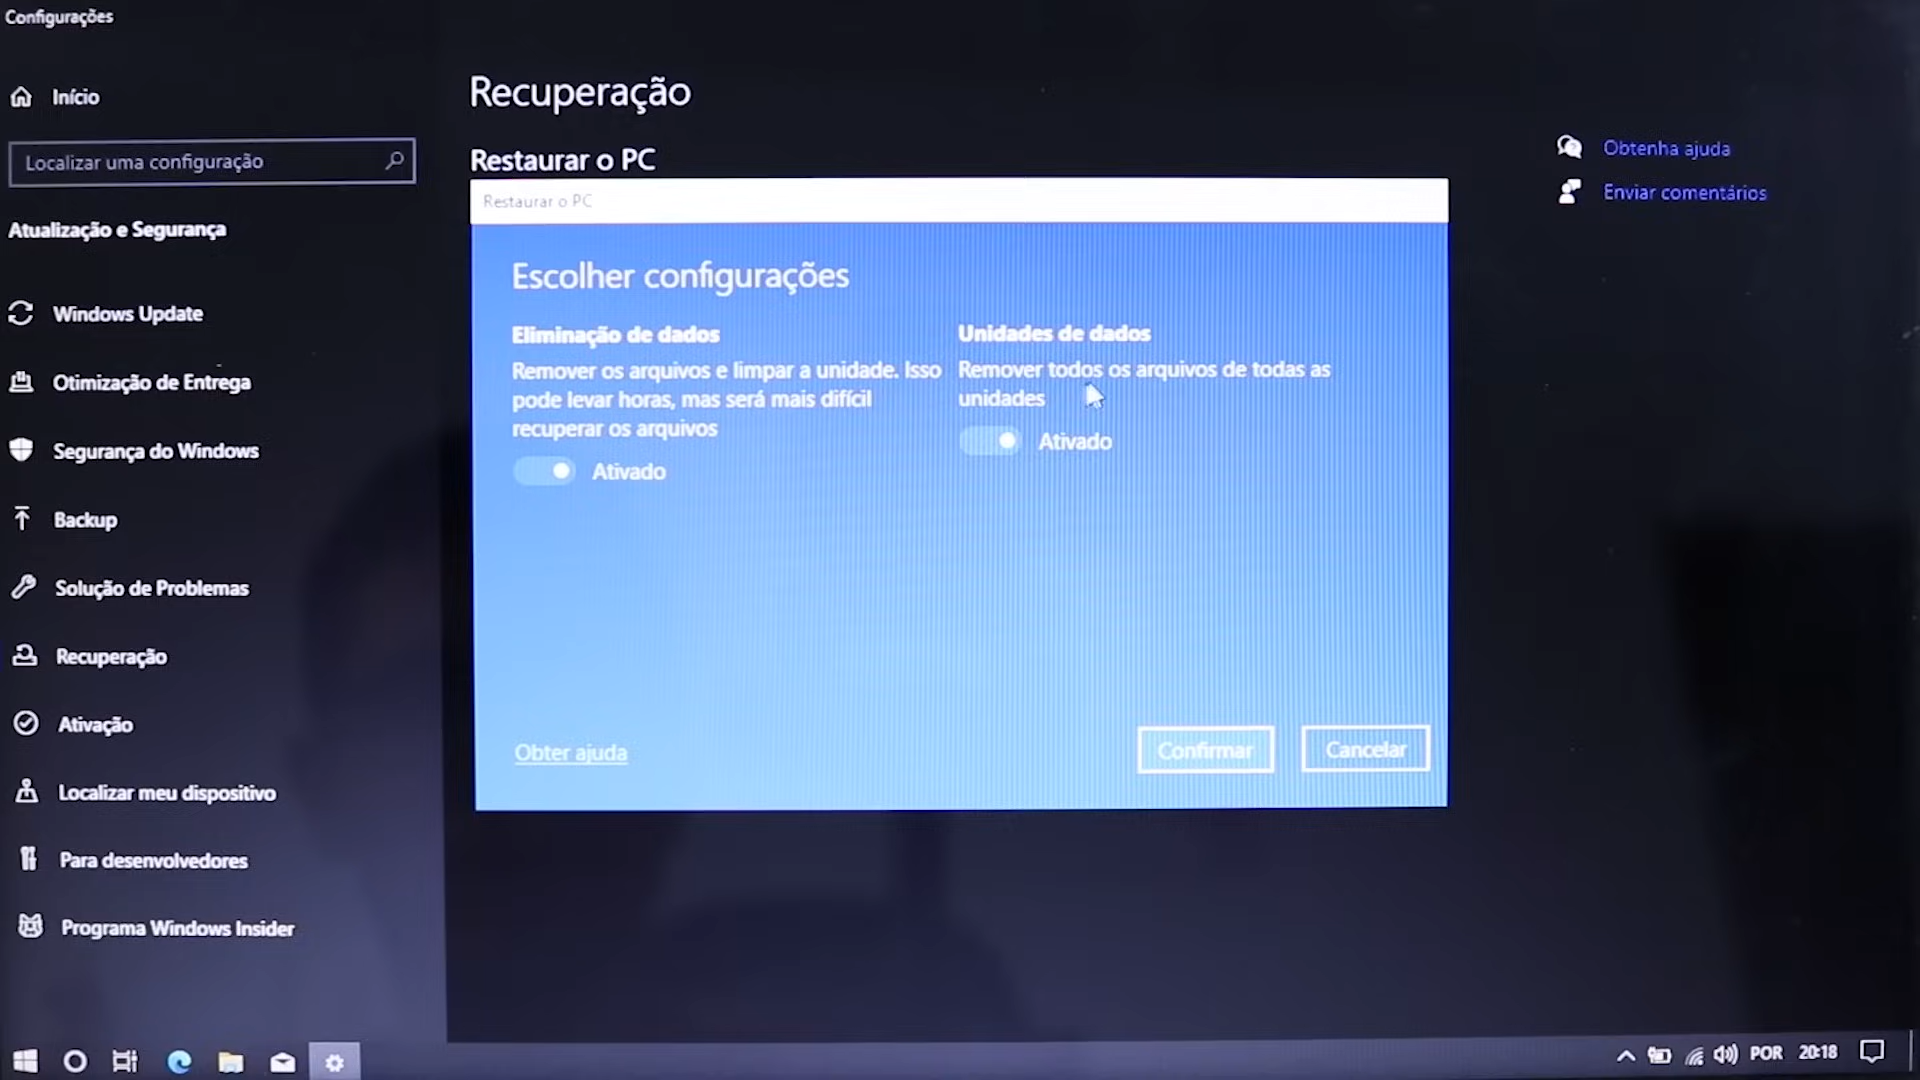 Configurações
Início
Localizar uma configuração
Atualização e Segurança
Windows Update
Otimização de Entrega
Segurança do Windows
Backup
Solução de Problemas
Recuperação
Ativação
Localizar meu dispositivo
Para desenvolvedores
Programa Windows Insider
Recuperação
Restaurar o PC
Restaurar o PC
Escolher configurações
Eliminação de dados
Remover os arquivos e limpar a unidade. Isso
pode levar horas, mas será mais difícil
recuperar os arquivos
Ativado
Unidades de dados
Remover todos os arquivos de todas as
unidades
Ativado
Obter ajuda
Confirmar
Cancelar
Obtenha ajuda
Enviar comentários
POR
20:18